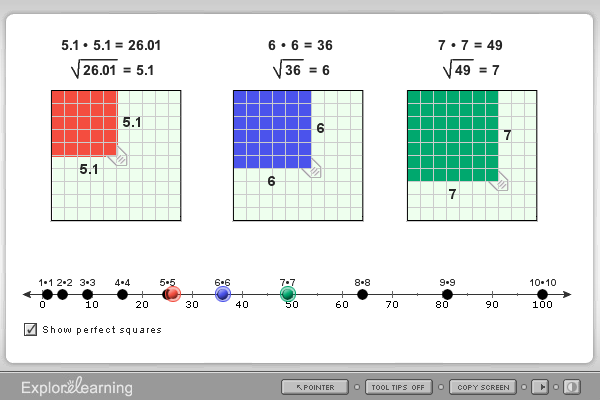 5.1 • 5.1 = 26.01
√26.01 = 5.1
5.1
5.1
6 • 6 = 36
√36 = 6
6
6
7 • 7 = 49
√49 = 7
7
7
1•1 2•2 3•3 4•4 5•5 6•6 7•7 8•8 9•9 10•10
0 10 20 30 40 50 60 70 80 90 100
Show perfect squares
ExploreLearning
POINTER
TOOL TIPS OFF
COPY SCREEN